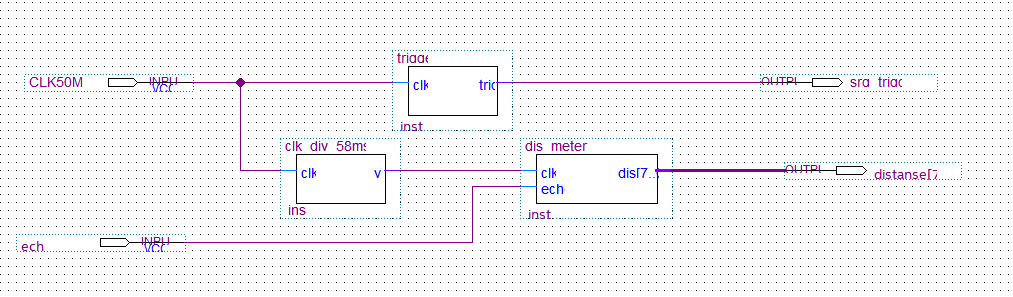 trigge
CLK50M INPU VCC clk trig OUTPU srg_trigg
inst
clk_div_58ms dis_meter
clk v clk dis[7.. OUTPU distanse[7
ech
ins inst
ech INPU VCC